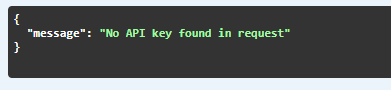 {
  "message": "No API key found in request"
}